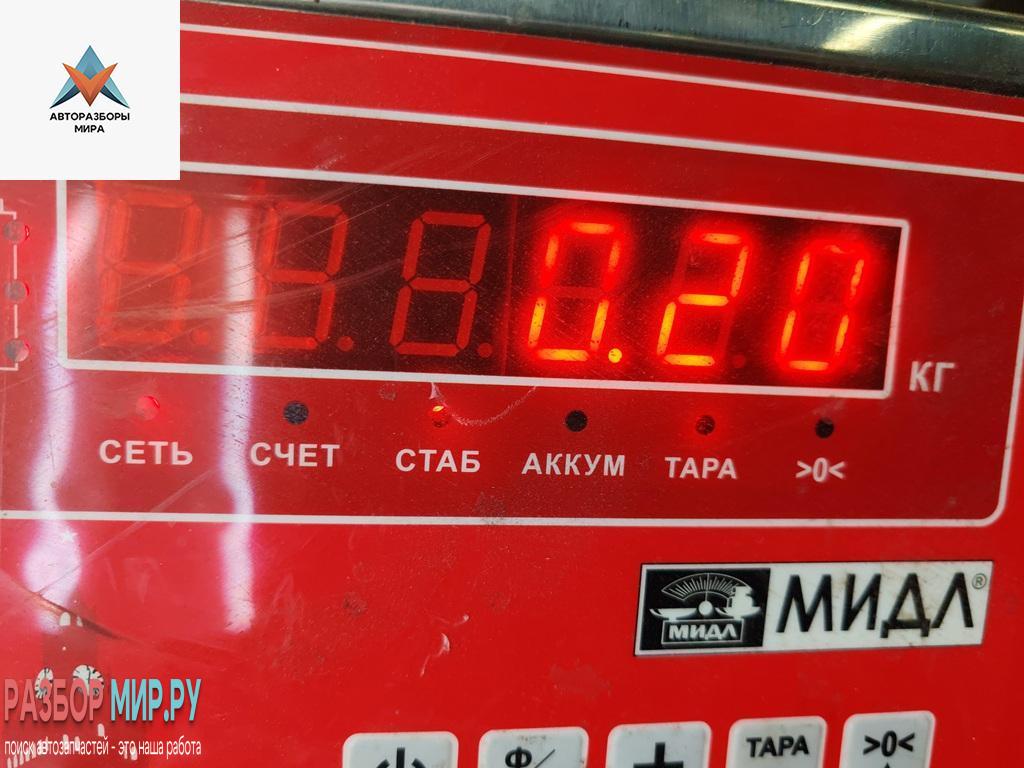 АВТОРАЗБОРЫ
МИРА
0.20
КГ
СЕТЬ СЧЕТ СТАБ АККУМ ТАРА >0<
МИДЛ МИДЛ®
РАЗБОР МИР.РУ
поиск автозапчастей - это наша работа
Ф/ + ТАРА >0<